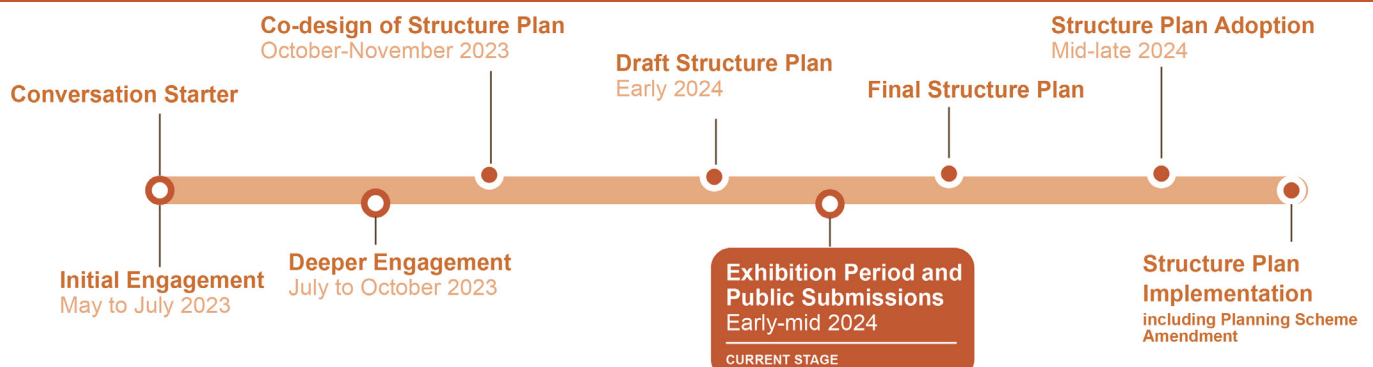 Conversation Starter
Initial Engagement
May to July 2023
Deeper Engagement
July to October 2023
Co-design of Structure Plan
October-November 2023
Draft Structure Plan
Early 2024
Exhibition Period and
Public Submissions
Early-mid 2024
CURRENT STAGE
Final Structure Plan
Structure Plan Adoption
Mid-late 2024
Structure Plan
Implementation
including Planning Scheme
Amendment